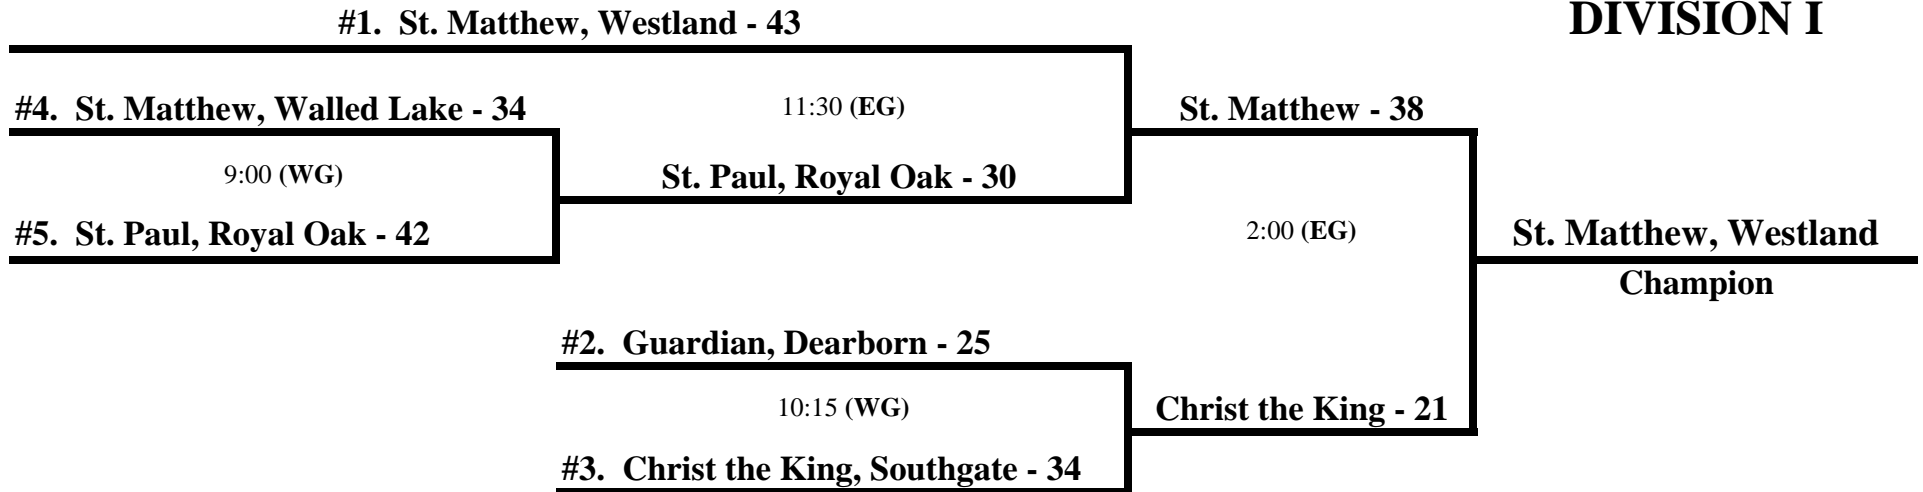 DIVISION I
#1. St. Matthew, Westland - 43
#4. St. Matthew, Walled Lake - 34
11:30 (EG)
St. Matthew - 38
9:00 (WG)
St. Paul, Royal Oak - 30
#5. St. Paul, Royal Oak - 42
2:00 (EG)
St. Matthew, Westland
Champion
#2. Guardian, Dearborn - 25
10:15 (WG)
Christ the King - 21
#3. Christ the King, Southgate - 34